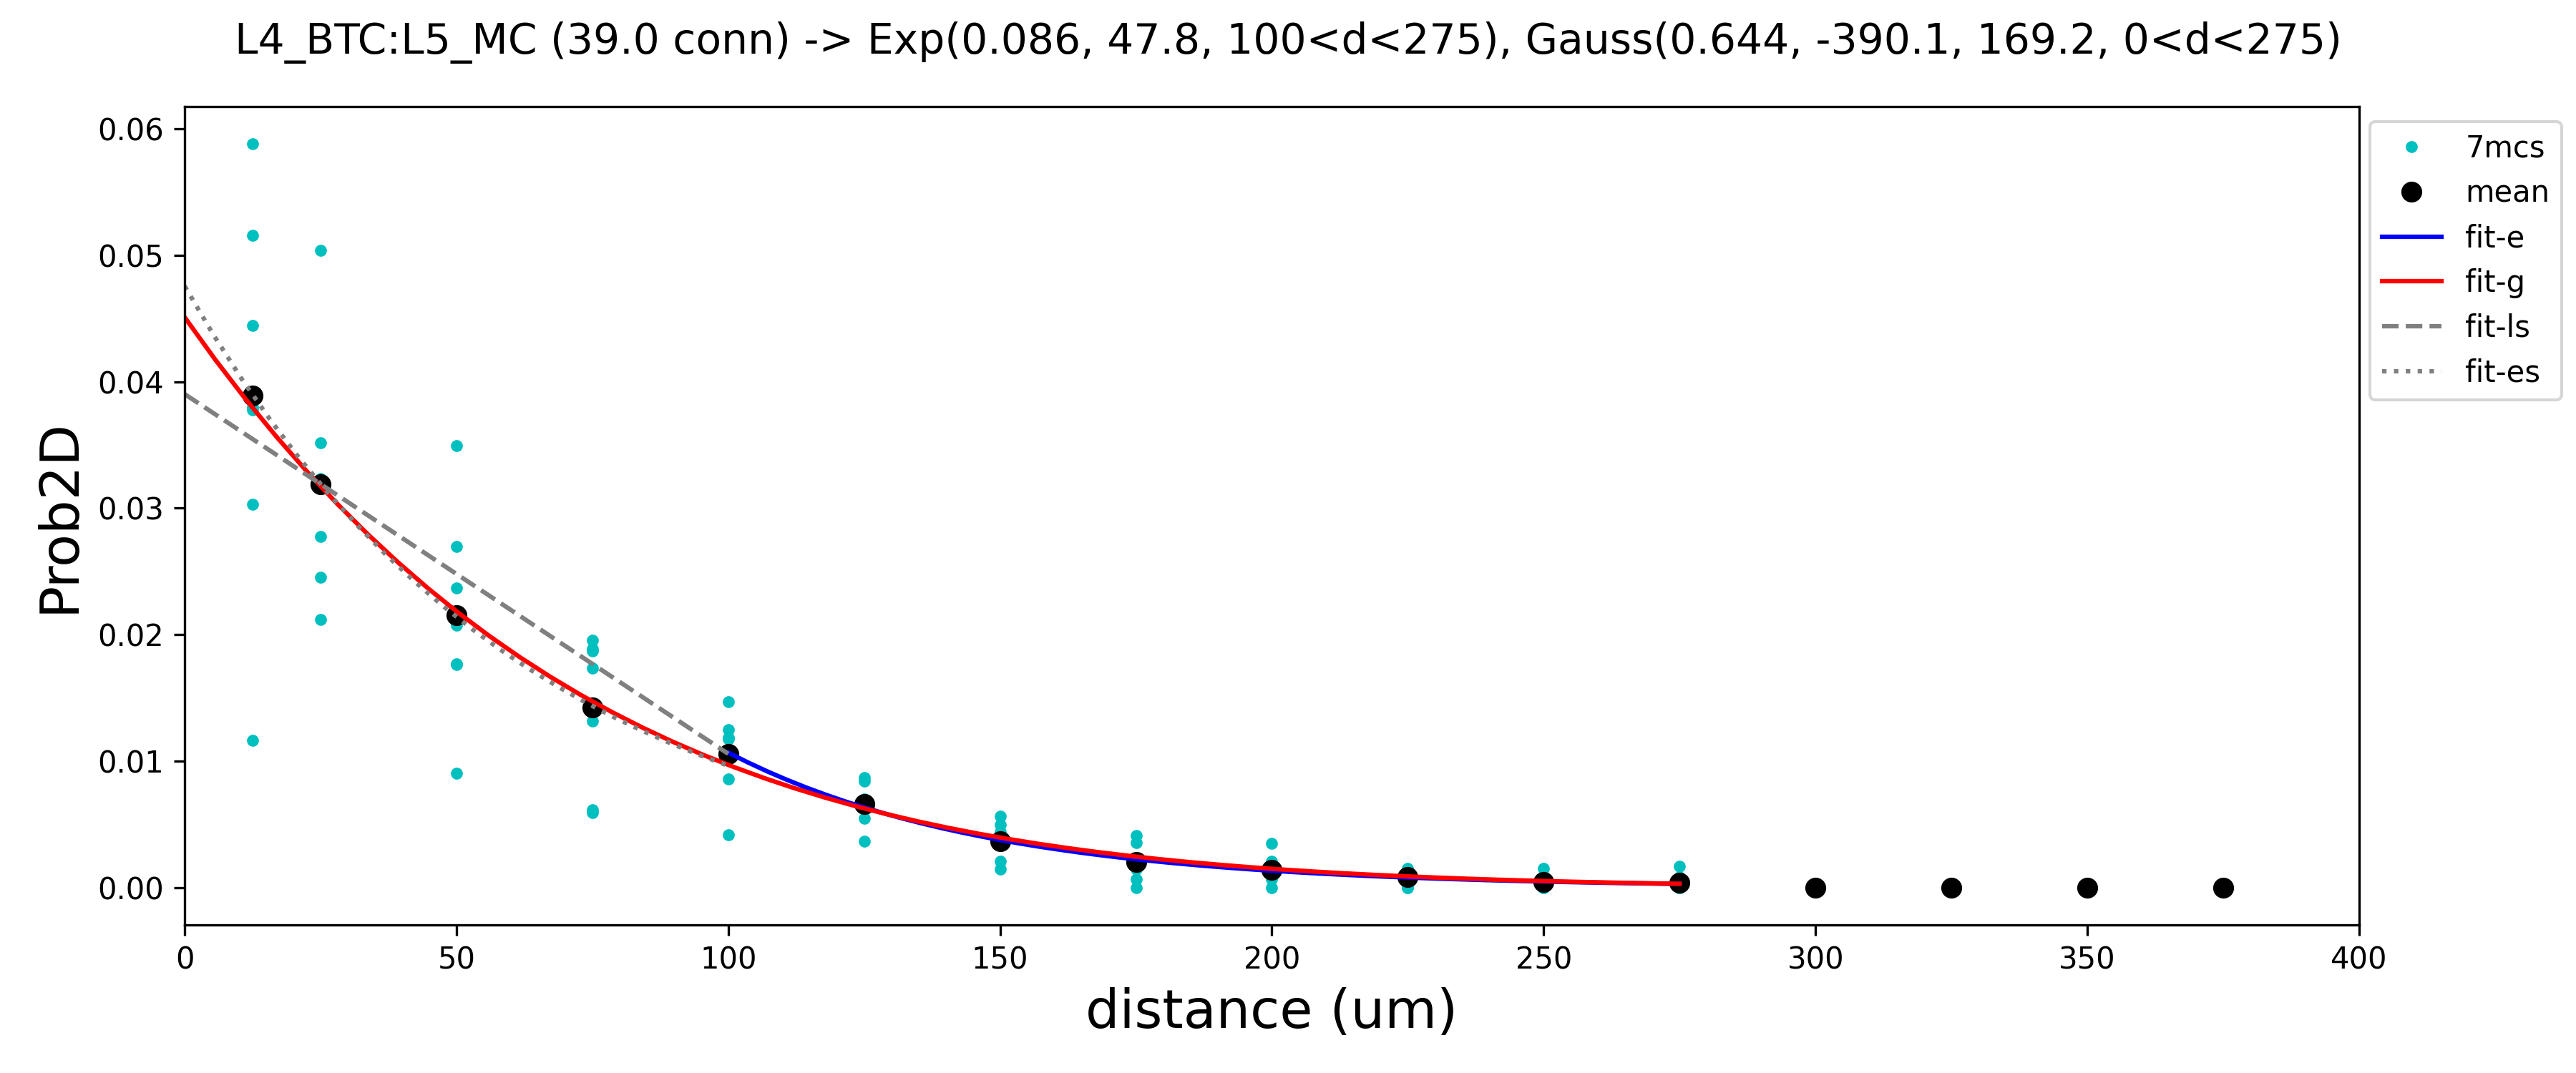 L4_BTC:L5_MC (39.0 conn) -> Exp(0.086, 47.8, 100<d<275), Gauss(0.644, -390.1, 169.2, 0<d<275)
0.06
0.05
0.04
0.03
0.02
0.01
0.00
Prob2D
0 50 100 150 200 250 300 350 400
distance (um)
7mcs
mean
fit-e
fit-g
fit-ls
fit-es